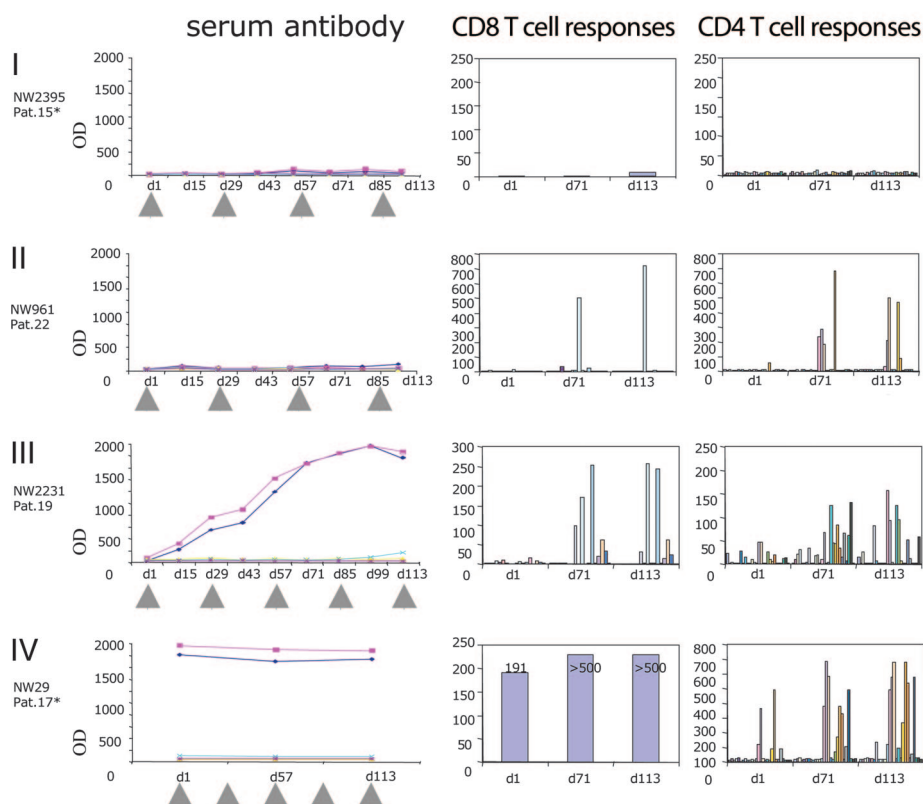 serum antibody CD8 T cell responses CD4 T cell responses
I
NW2395
Pat.15*
OD
2000
1500
1000
500
0
d1 d15 d29 d43 d57 d71 d85 d113
250
200
150
100
50
0
d1 d71 d113
250
200
150
100
50
0
d1 d71 d113
II
NW961
Pat.22
OD
2000
1500
1000
500
0
d1 d15 d29 d43 d57 d71 d85 d113
800
700
600
500
400
300
200
100
0
d1 d71 d113
800
700
600
500
400
300
200
100
0
d1 d71 d113
III
NW2231
Pat.19
OD
2000
1500
1000
500
0
d1 d15 d29 d43 d57 d71 d85 d99 d113
300
250
200
150
100
50
0
d1 d71 d113
250
200
150
100
50
0
d1 d71 d113
IV
NW29
Pat.17*
OD
2000
1500
1000
500
0
d1 d57 d113
250
200
150
100
50
0
191 >500 >500
d1 d71 d113
800
700
600
500
400
300
200
100
0
d1 d71 d113